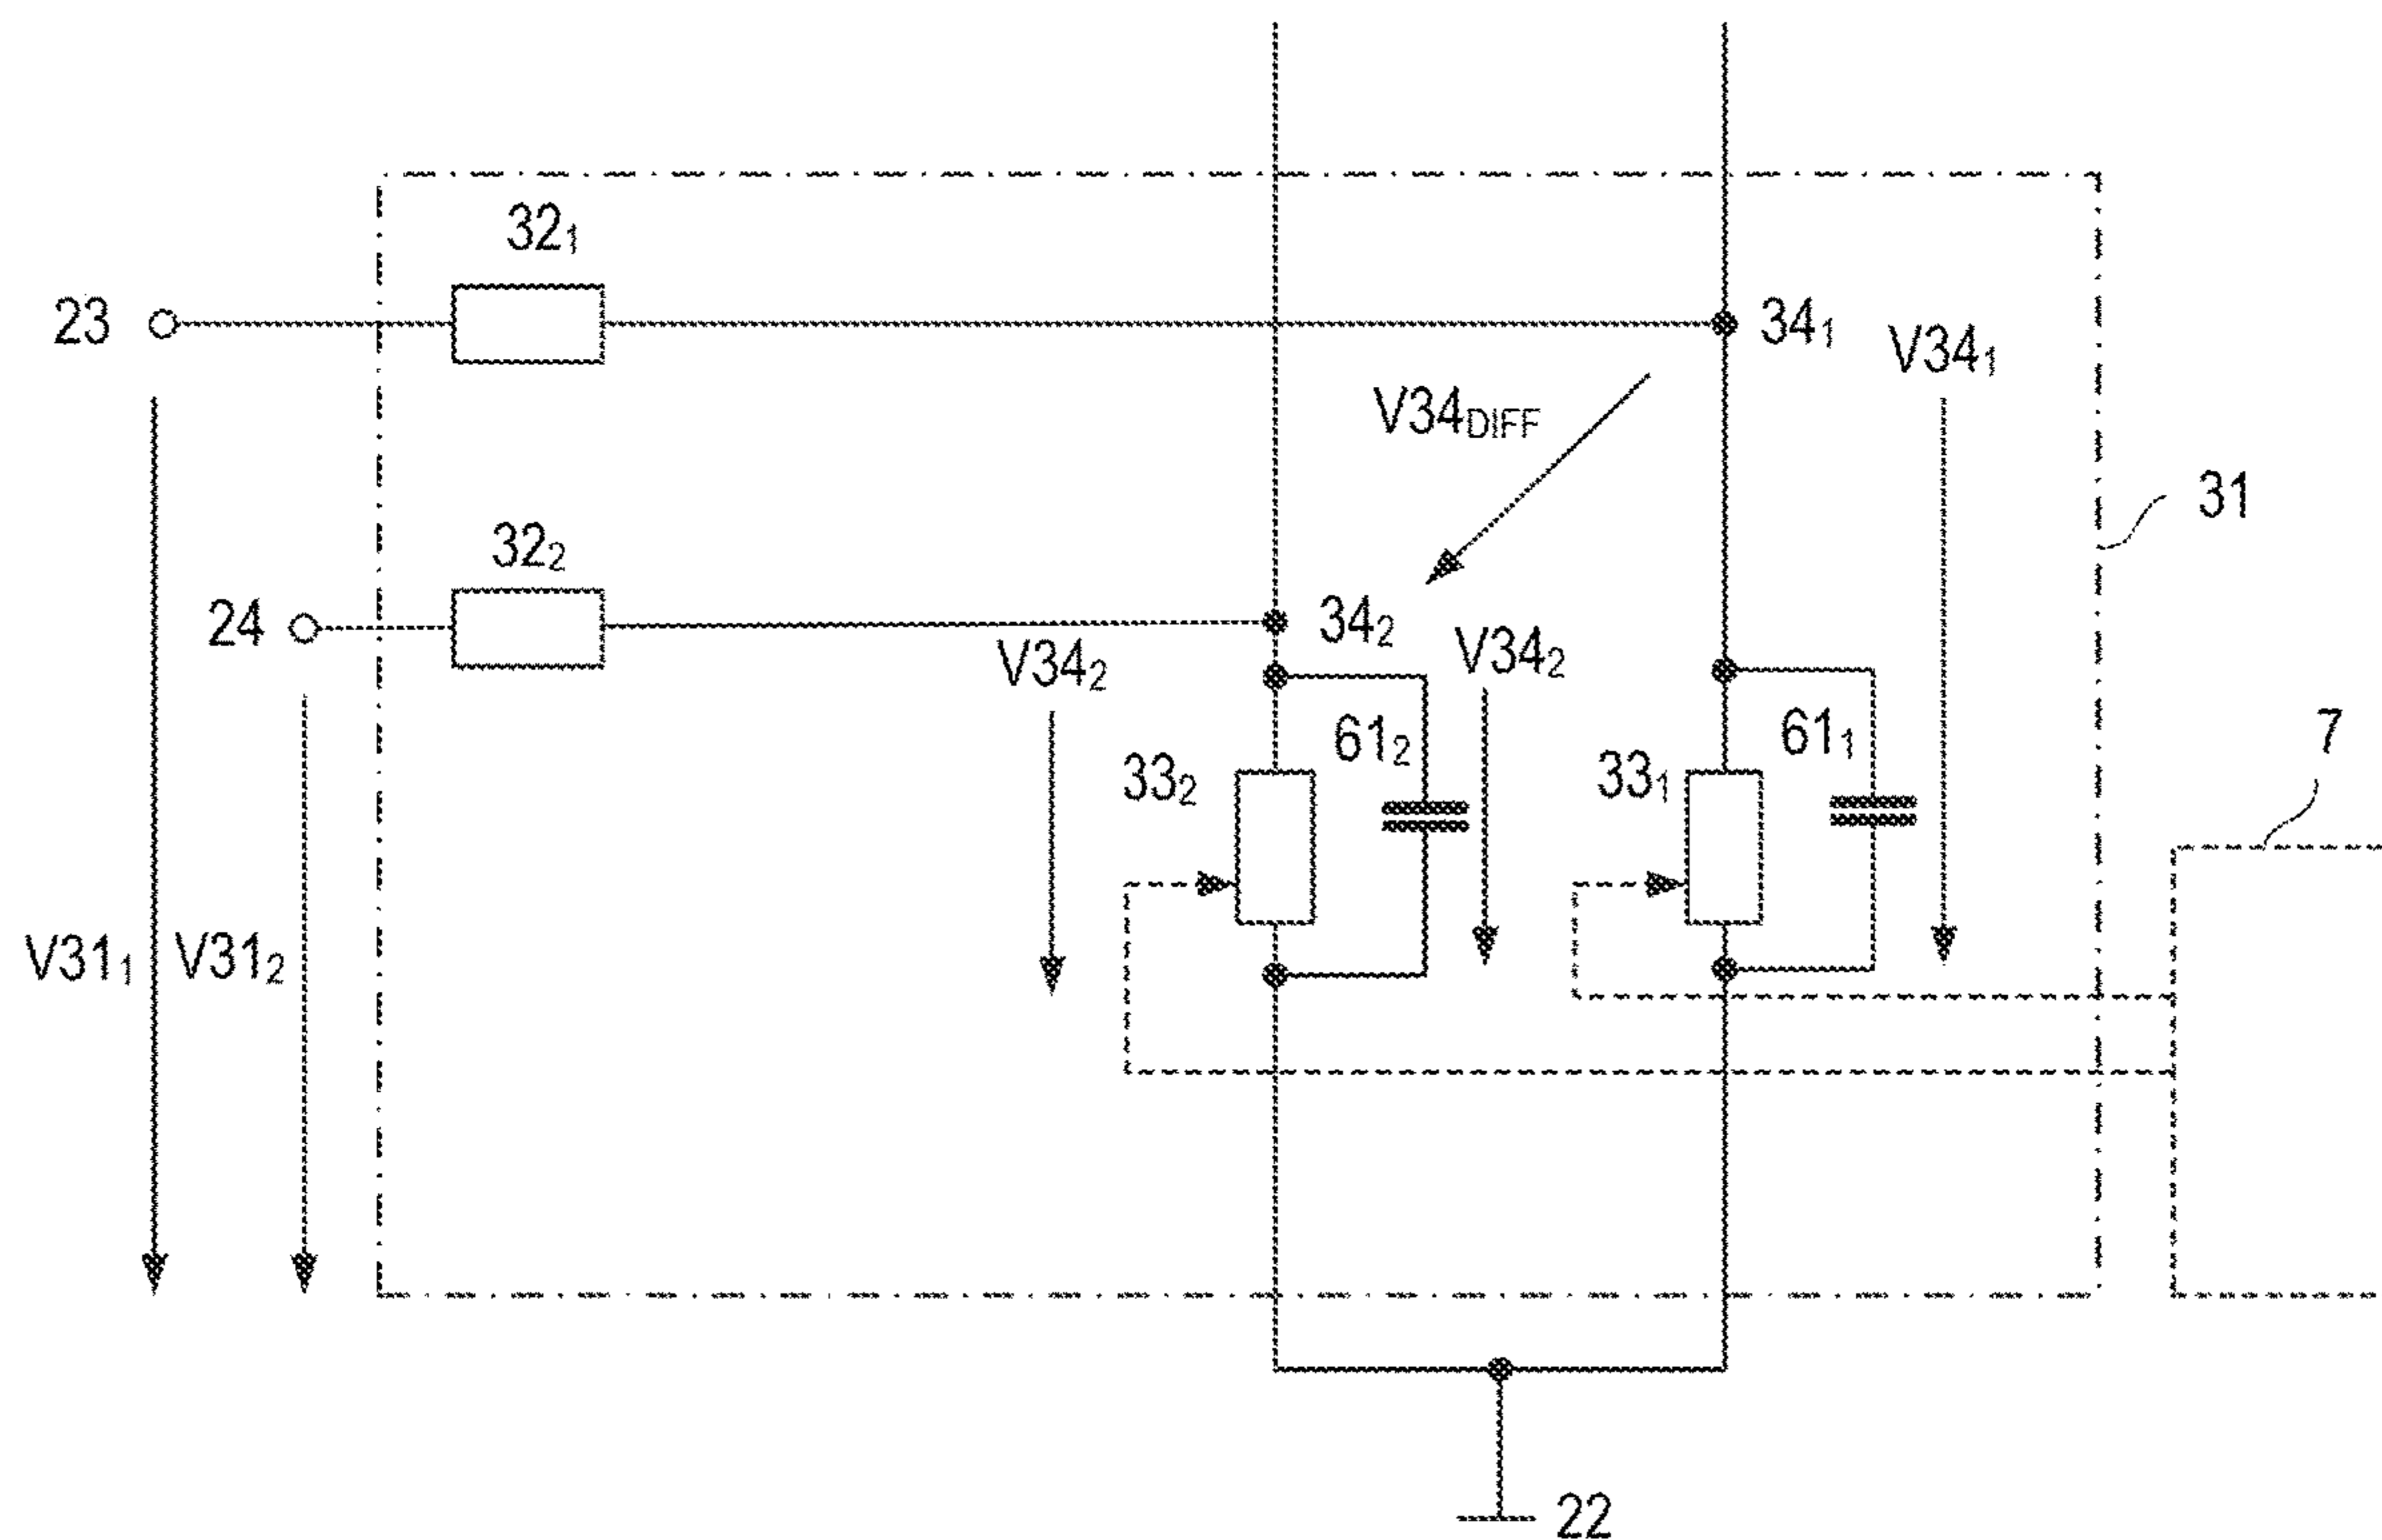 32₁
23
34₁
V34₁
V34DIFF
31
32₂
24
34₂
V34₂
V34₂
7
61₂
61₁
33₂
33₁
V31₁
V31₂
22